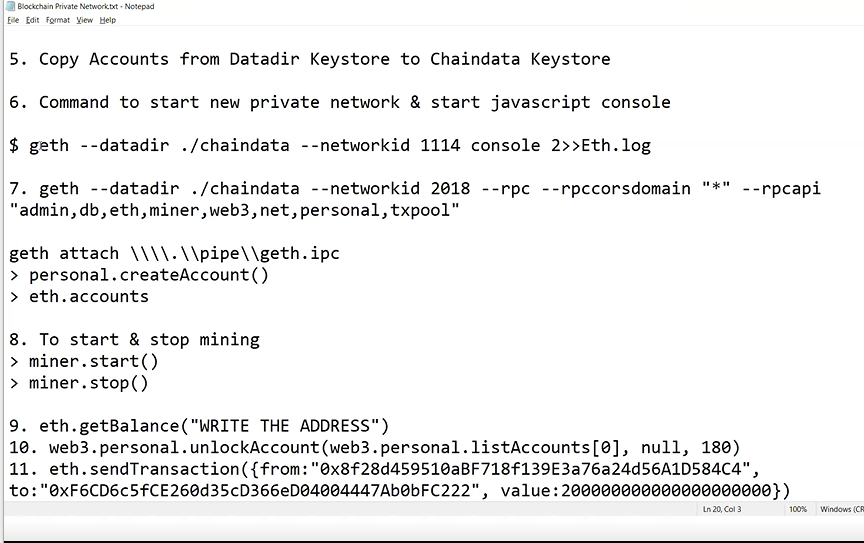 Blockchain Private Network.txt - Notepad
File Edit Format View Help
5. Copy Accounts from Datadir Keystore to Chaindata Keystore
6. Command to start new private network & start javascript console
$ geth --datadir ./chaindata --networkid 1114 console 2>>Eth.log
7. geth --datadir ./chaindata --networkid 2018 --rpc --rpccorsdomain "*" --rpcapi
"admin,db,eth,miner,web3,net,personal,txpool"
geth attach \\\\.\\pipe\\geth.ipc
> personal.createAccount()
> eth.accounts
8. To start & stop mining
> miner.start()
> miner.stop()
9. eth.getBalance("WRITE THE ADDRESS")
10. web3.personal.unlockAccount(web3.personal.listAccounts[0], null, 180)
11. eth.sendTransaction({from:"0x8f28d459510aBF718f139E3a76a24d56A1D584C4",
to:"0xF6CD6c5fCE260d35cD366eD04004447Ab0bFC222", value:200000000000000000000})
Ln 20, Col 3 100% Windows (CR